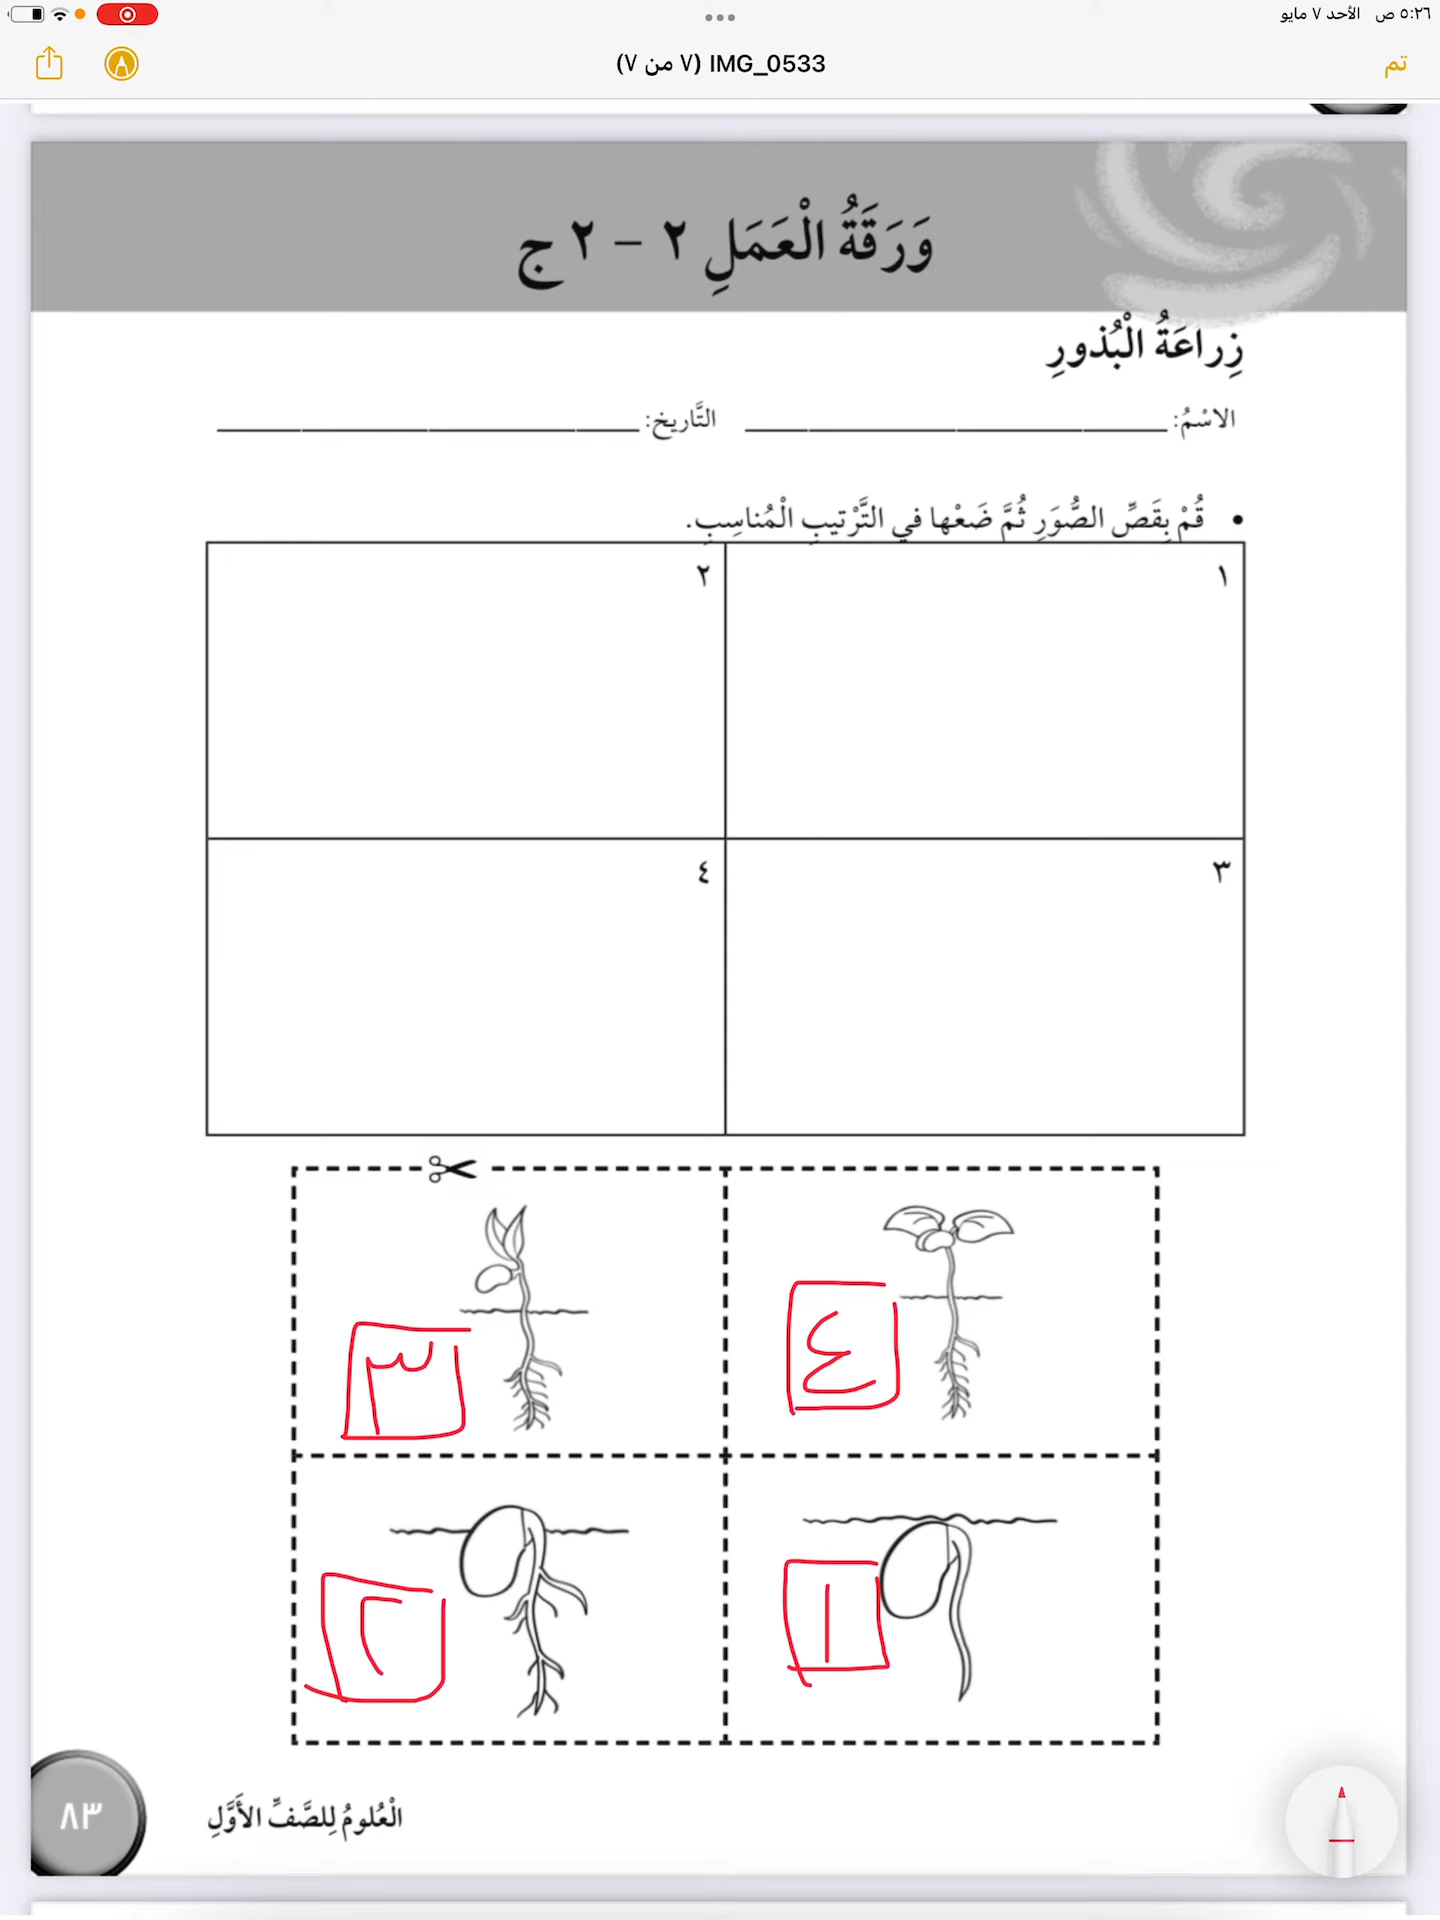 ٥:٢٦ ص الأحد ٧ مايو
تم
IMG_0533 (٧ من ٧)
وَرَقَةُ الْعَمَلِ ٢ – ٢ ج
زِراعَةُ الْبُذورِ
الاسْمُ: ____________ التَّاريخ: ____________
• قُمْ بِقَصِّ الصُّوَرِ ثُمَّ ضَعْها في التَّرْتيبِ الْمُناسِبِ.
١
٢
٣
٤
٤
٣
١
٢
الْعُلومُ لِلصَّفِّ الأَوَّلِ
٨٣